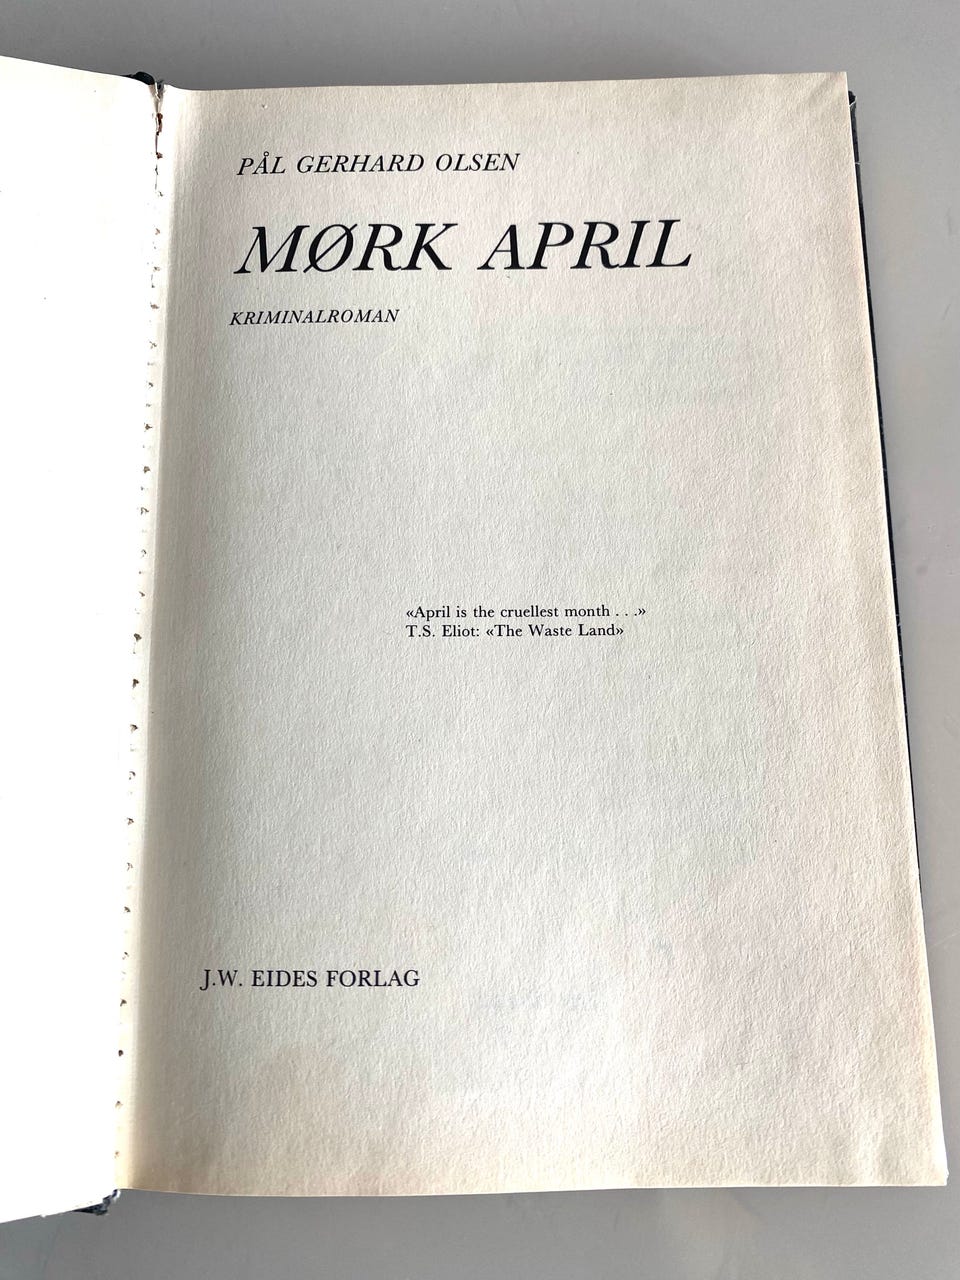 PÅL GERHARD OLSEN
MØRK APRIL
KRIMINALROMAN
«April is the cruellest month . . .»
T.S. Eliot: «The Waste Land»
J.W. EIDES FORLAG